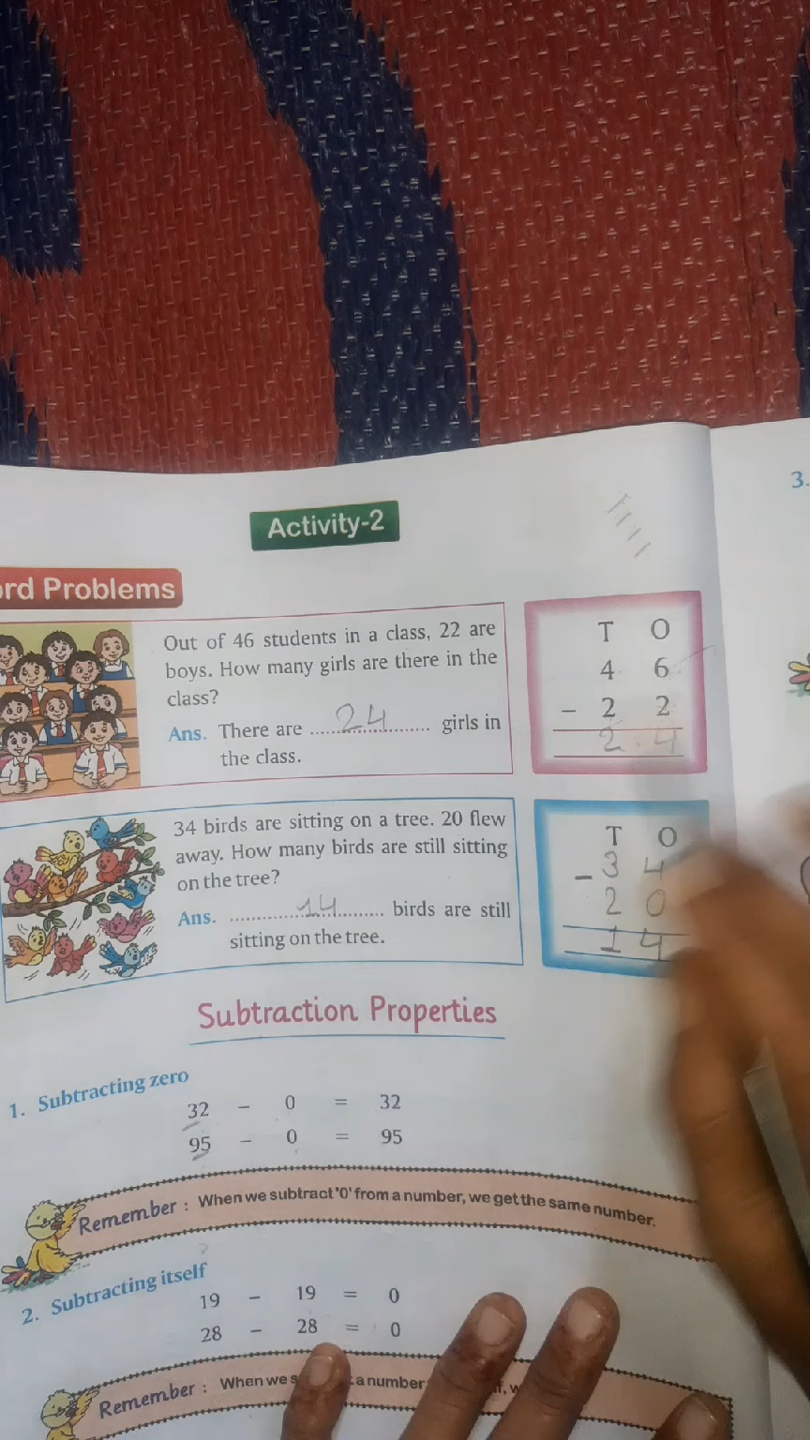 Activity-2
rd Problems
Out of 46 students in a class, 22 are
boys. How many girls are there in the
class?
Ans. There are 24 girls in
the class.
T O
4 6
- 2 2
2 4
34 birds are sitting on a tree. 20 flew
away. How many birds are still sitting
on the tree?
Ans. 14 birds are still
sitting on the tree.
T O
- 3 4
2 0
1 4
Subtraction Properties
1. Subtracting zero
32 - 0 = 32
95 - 0 = 95
Remember : When we subtract '0' from a number, we get the same number.
2. Subtracting itself
19 - 19 = 0
28 - 28 = 0
Remember : When we a number
3.